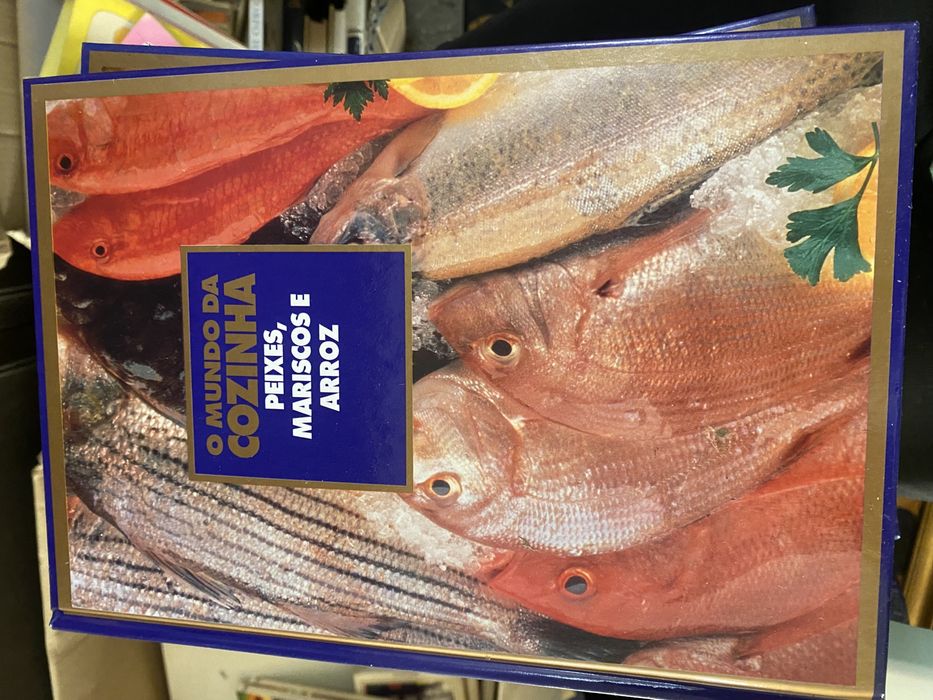 O MUNDO DA
COZINHA
PEIXES,
MARISCOS E
ARROZ